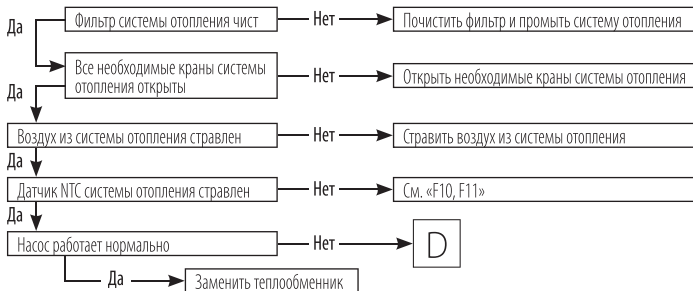 Фильтр системы отопления чист
Нет
Почистить фильтр и промыть систему отопления
Да
Все необходимые краны системы
отопления открыты
Нет
Открыть необходимые краны системы отопления
Да
Воздух из системы отопления стравлен
Нет
Стравить воздух из системы отопления
Да
Датчик NTC системы отопления стравлен
Нет
См. «F10, F11»
Да
Насос работает нормально
Нет
D
Да
Заменить теплообменник